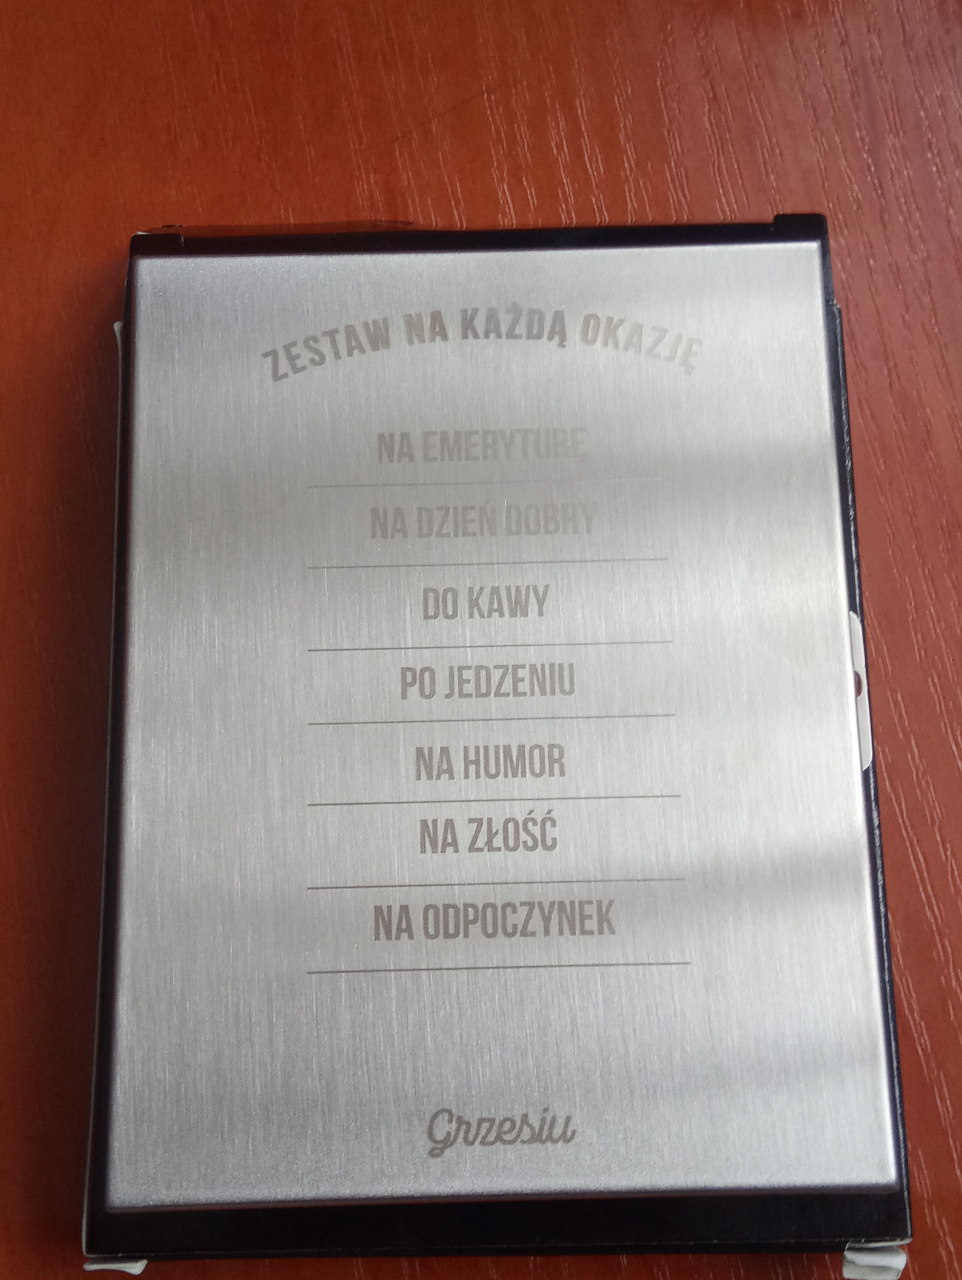 ZESTAW NA KAŻDĄ OKAZJĘ
NA EMERYTURĘ
NA DZIEŃ DOBRY
DO KAWY
PO JEDZENIU
NA HUMOR
NA ZŁOŚĆ
NA ODPOCZYNEK
Grzesiu